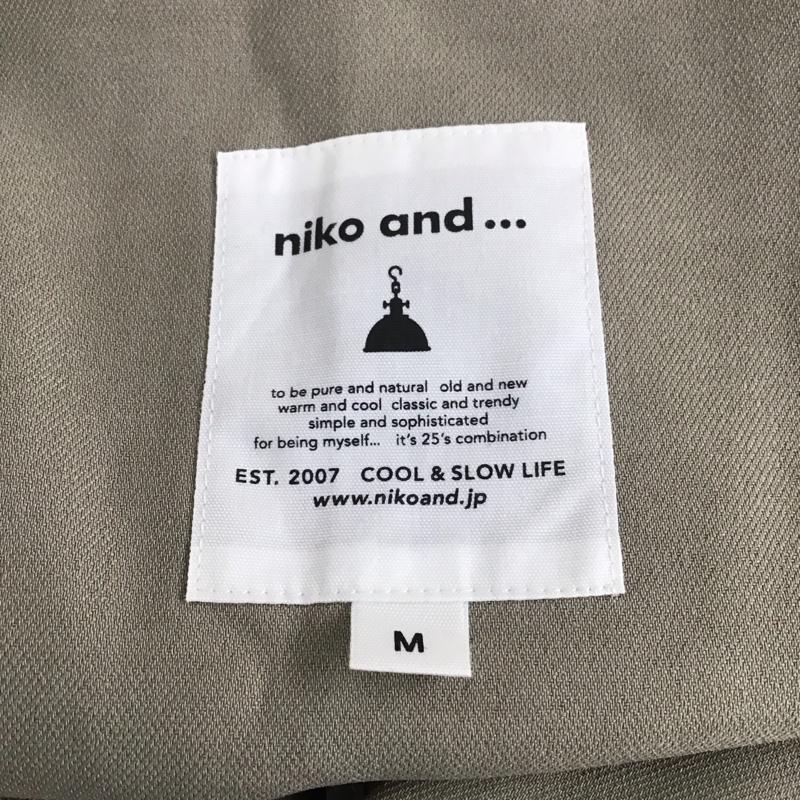 niko and...
to be pure and natural old and new
warm and cool classic and trendy
simple and sophisticated
for being myself... it's 25's combination
EST. 2007 COOL & SLOW LIFE
www.nikoand.jp
M